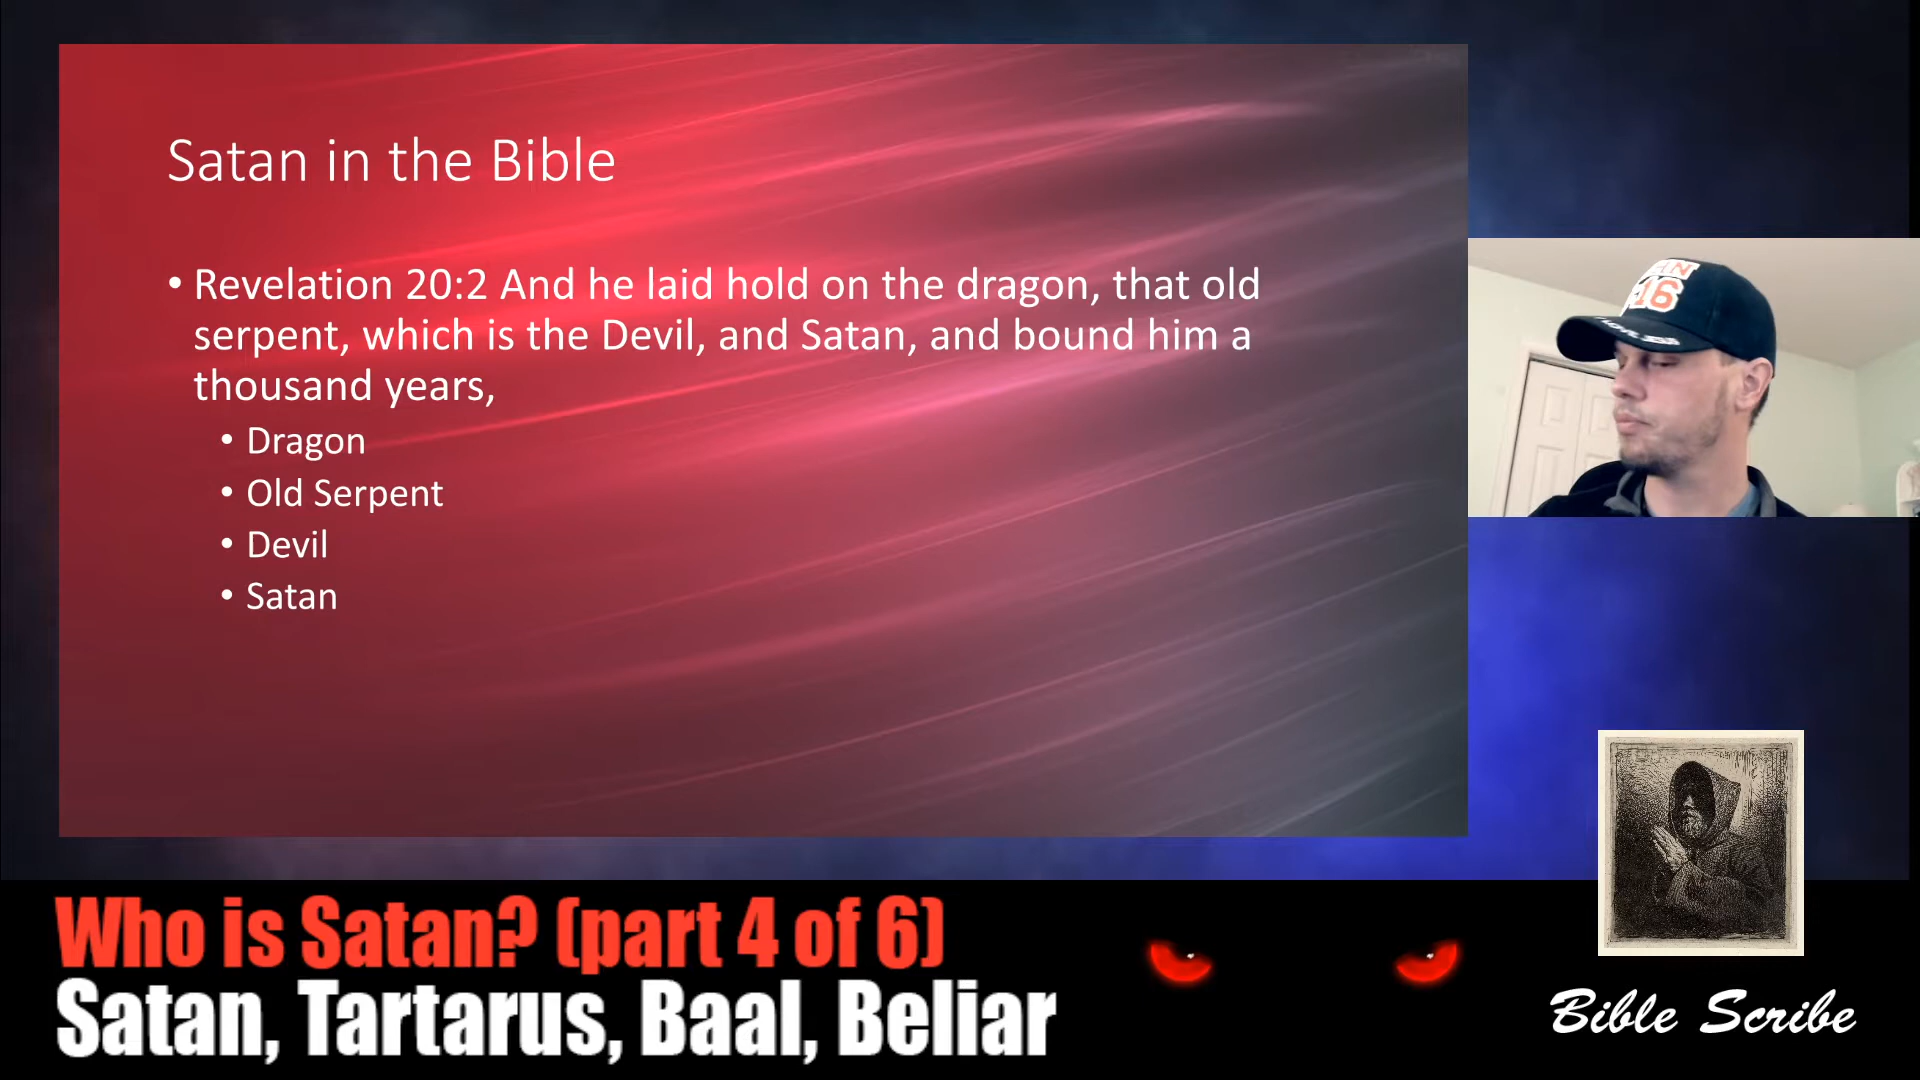 Satan in the Bible
• Revelation 20:2 And he laid hold on the dragon, that old
serpent, which is the Devil, and Satan, and bound him a
thousand years,
• Dragon
• Old Serpent
• Devil
• Satan
16
Who is Satan? (part 4 of 6)
Satan, Tartarus, Baal, Beliar
Bible Scribe